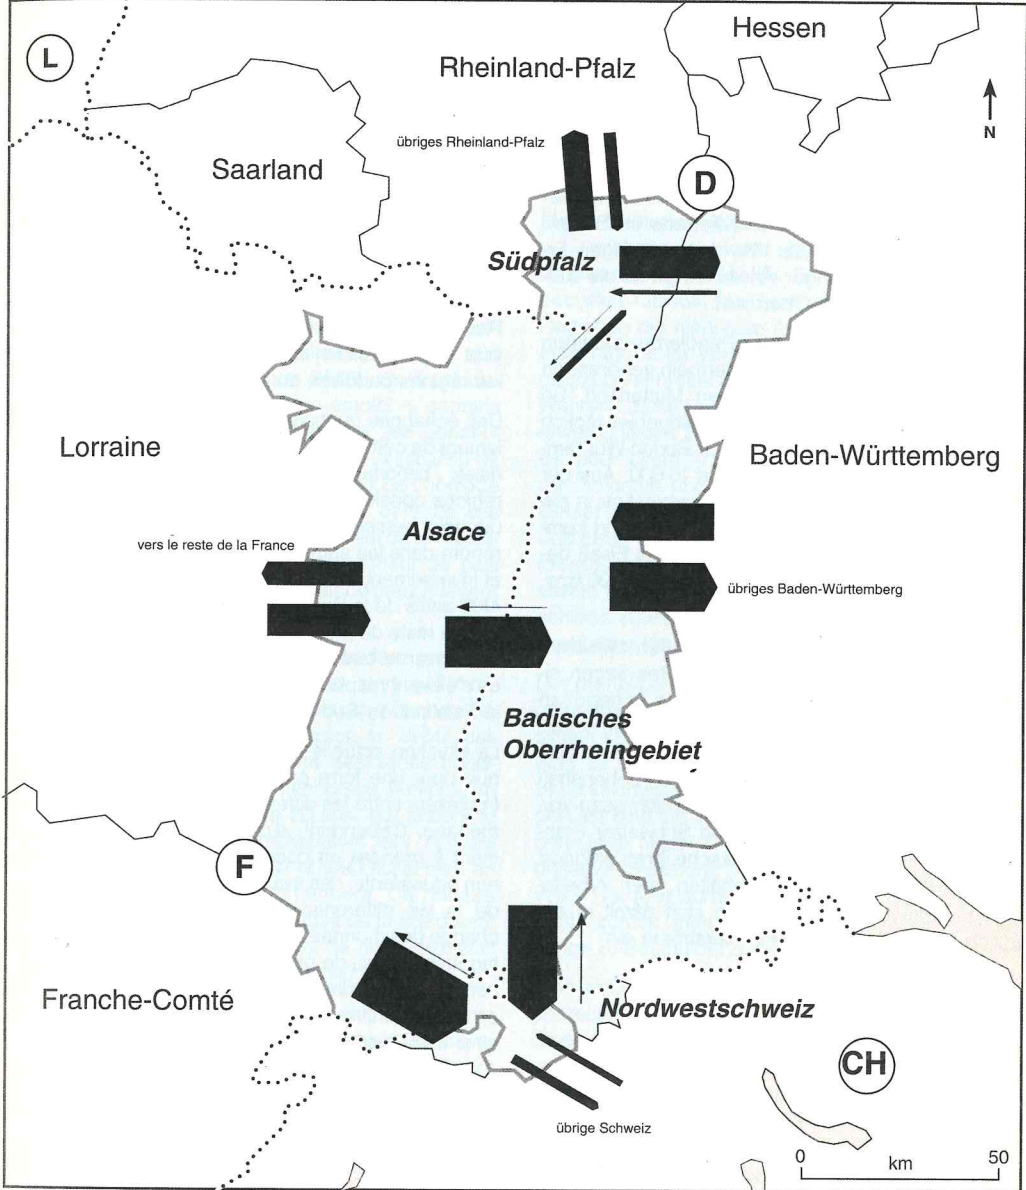 Hessen
L
Rheinland-Pfalz
N
übriges Rheinland-Pfalz
Saarland
D
Südpfalz
Lorraine
Baden-Württemberg
Alsace
vers le reste de la France
übriges Baden-Württemberg
Badisches
Oberrheingebiet
F
Franche-Comté
Nordwestschweiz
CH
übrige Schweiz
0 km 50